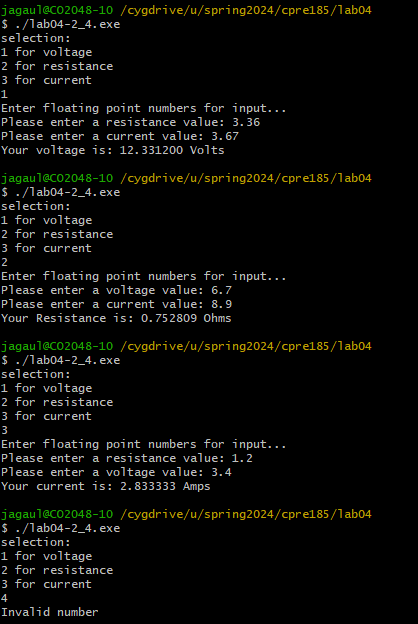 jagaul@CO2048-10 /cygdrive/u/spring2024/cpre185/lab04
$ ./lab04-2_4.exe
selection:
1 for voltage
2 for resistance
3 for current
1
Enter floating point numbers for input...
Please enter a resistance value: 3.36
Please enter a current value: 3.67
Your voltage is: 12.331200 Volts
jagaul@CO2048-10 /cygdrive/u/spring2024/cpre185/lab04
$ ./lab04-2_4.exe
selection:
1 for voltage
2 for resistance
3 for current
2
Enter floating point numbers for input...
Please enter a voltage value: 6.7
Please enter a current value: 8.9
Your Resistance is: 0.752809 Ohms
jagaul@CO2048-10 /cygdrive/u/spring2024/cpre185/lab04
$ ./lab04-2_4.exe
selection:
1 for voltage
2 for resistance
3 for current
3
Enter floating point numbers for input...
Please enter a resistance value: 1.2
Please enter a voltage value: 3.4
Your current is: 2.833333 Amps
jagaul@CO2048-10 /cygdrive/u/spring2024/cpre185/lab04
$ ./lab04-2_4.exe
selection:
1 for voltage
2 for resistance
3 for current
4
Invalid number